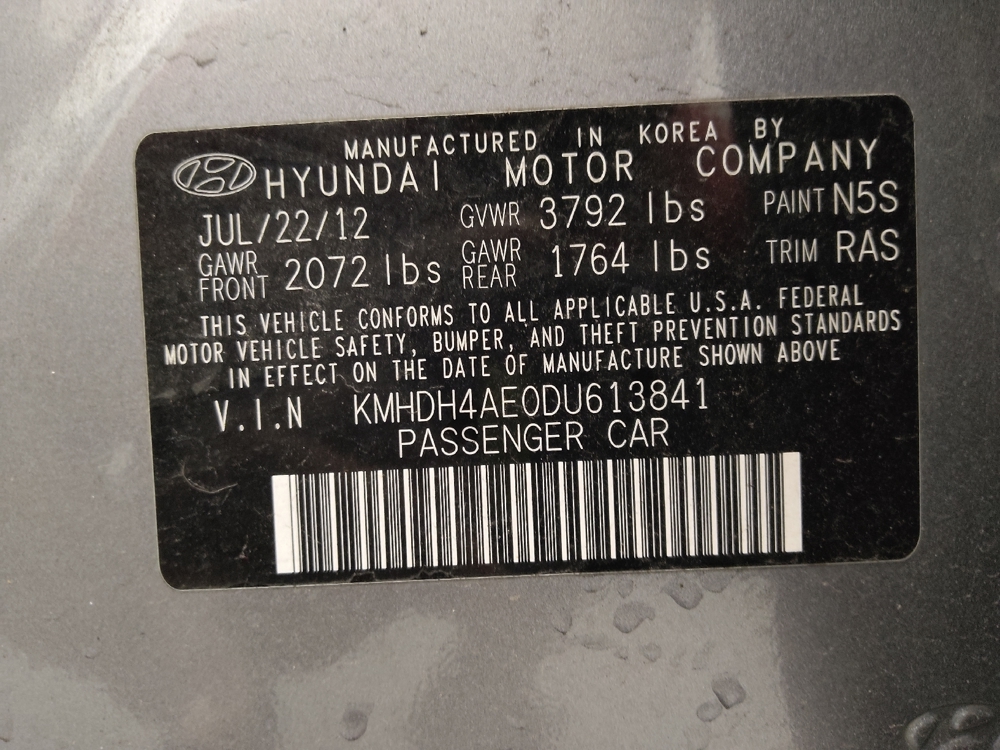 MANUFACTURED IN KOREA BY
HYUNDAI MOTOR COMPANY
JUL/22/12 GVWR 3792 lbs PAINT N5S
GAWR FRONT 2072 lbs GAWR REAR 1764 lbs TRIM RAS
THIS VEHICLE CONFORMS TO ALL APPLICABLE U.S.A. FEDERAL
MOTOR VEHICLE SAFETY, BUMPER, AND THEFT PREVENTION STANDARDS
IN EFFECT ON THE DATE OF MANUFACTURE SHOWN ABOVE
V.I.N KMHDH4AE0DU613841
PASSENGER CAR